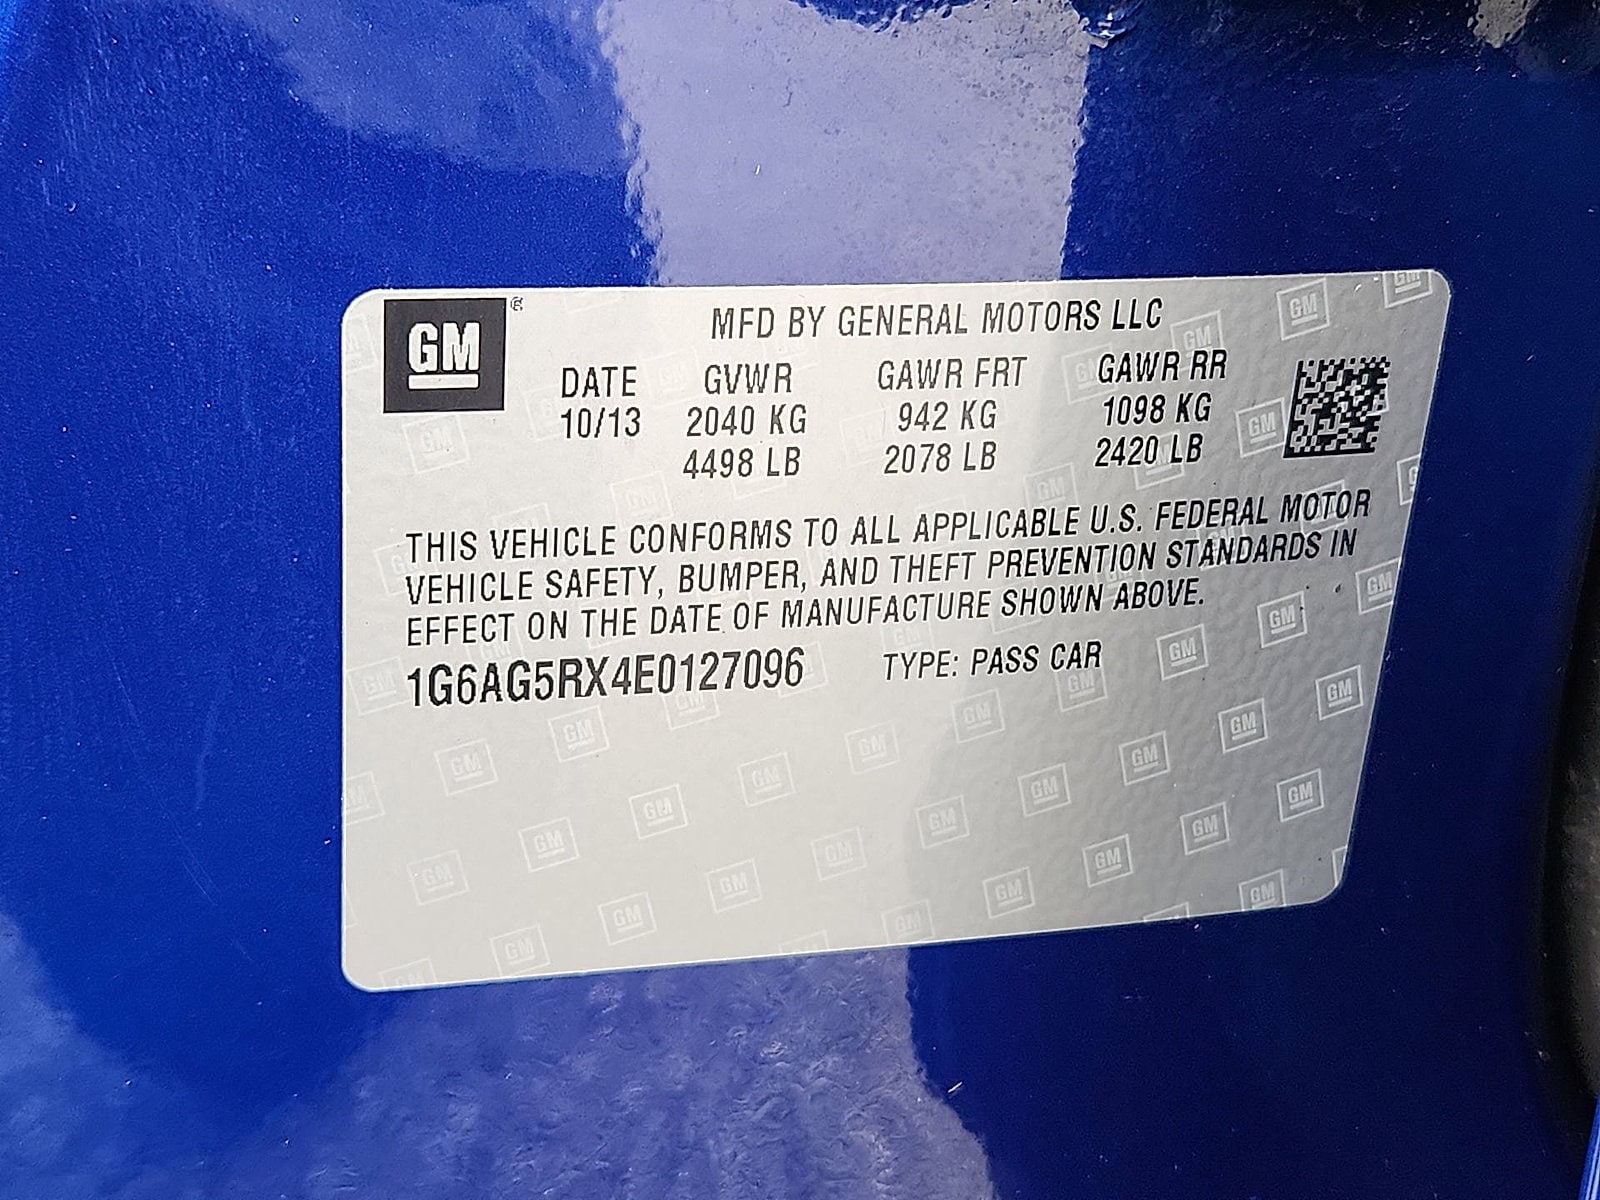 GM
MFD BY GENERAL MOTORS LLC
DATE GVWR GAWR FRT GAWR RR
10/13 2040 KG 942 KG 1098 KG
4498 LB 2078 LB 2420 LB
THIS VEHICLE CONFORMS TO ALL APPLICABLE U.S. FEDERAL MOTOR
VEHICLE SAFETY, BUMPER, AND THEFT PREVENTION STANDARDS IN
EFFECT ON THE DATE OF MANUFACTURE SHOWN ABOVE.
1G6AG5RX4E0127096 TYPE: PASS CAR